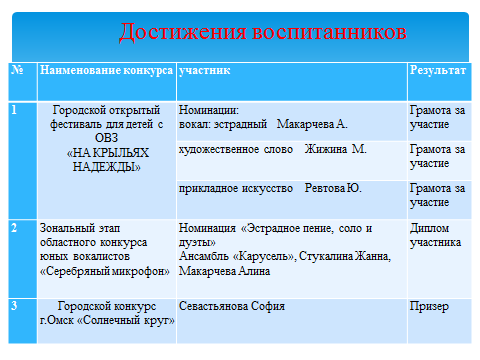 Достижения воспитанников
№ Наименование конкурса участник Результат
1 Городской открытый фестиваль для детей с ОВЗ «НА КРЫЛЬЯХ НАДЕЖДЫ»
Номинации:
вокал: эстрадный Макарчева А.
Грамота за участие
художественное слово Жижина М.
Грамота за участие
прикладное искусство Ревтова Ю.
Грамота за участие
2 Зональный этап областного конкурса юных вокалистов «Серебряный микрофон»
Номинация «Эстрадное пение, соло и дуэты»
Ансамбль «Карусель», Стукалина Жанна, Макарчева Алина
Диплом участника
3 Городской конкурс г.Омск «Солнечный круг»
Севастьянова София
Призер